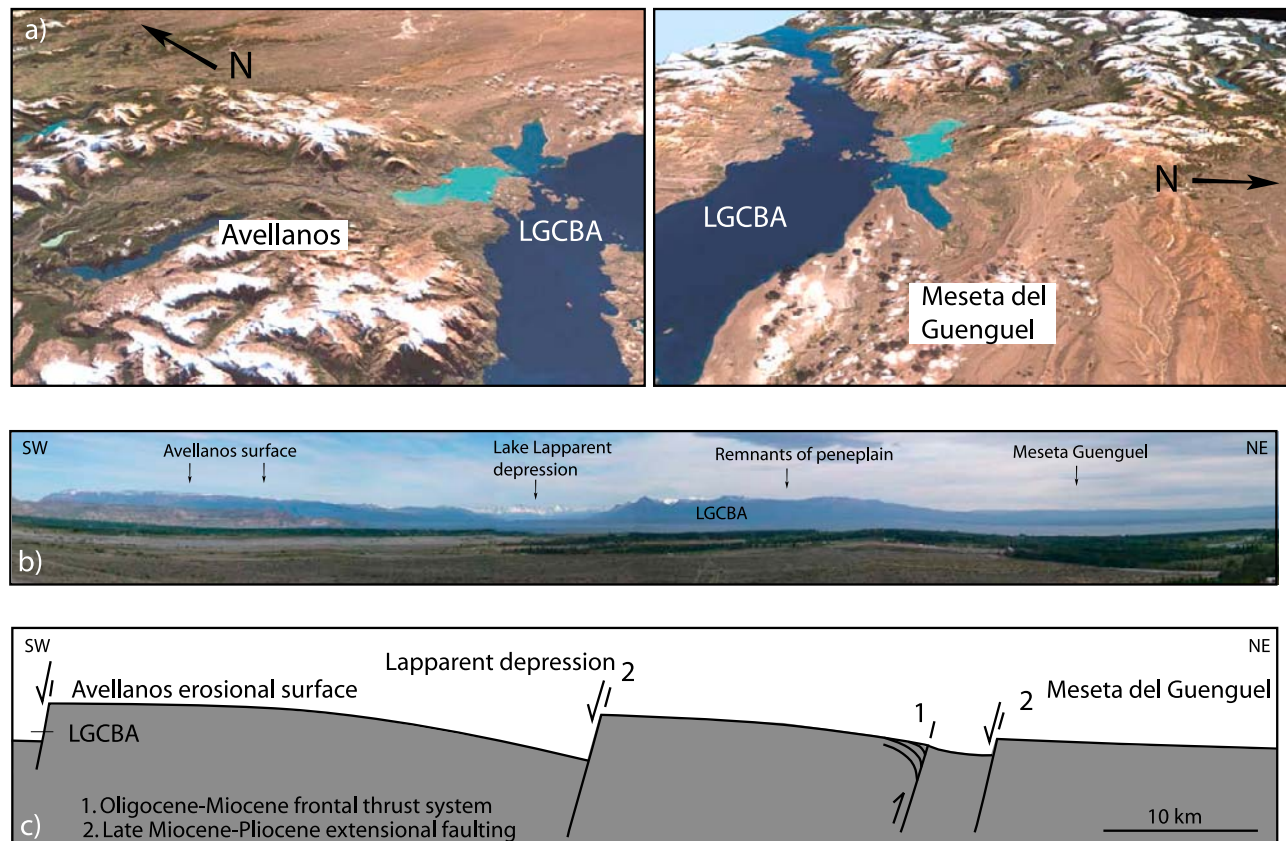 a)
N
Avellanos
LGCBA
LGCBA
N
Meseta del
Guenguel
SW
Avellanos surface
Lake Lapparent
depression
Remnants of peneplain
Meseta Guenguel
NE
LGCBA
b)
SW
NE
Lapparent depression
2
Avellanos erosional surface
1
2
Meseta del Guenguel
LGCBA
1. Oligocene-Miocene frontal thrust system
2. Late Miocene-Pliocene extensional faulting
10 km
c)